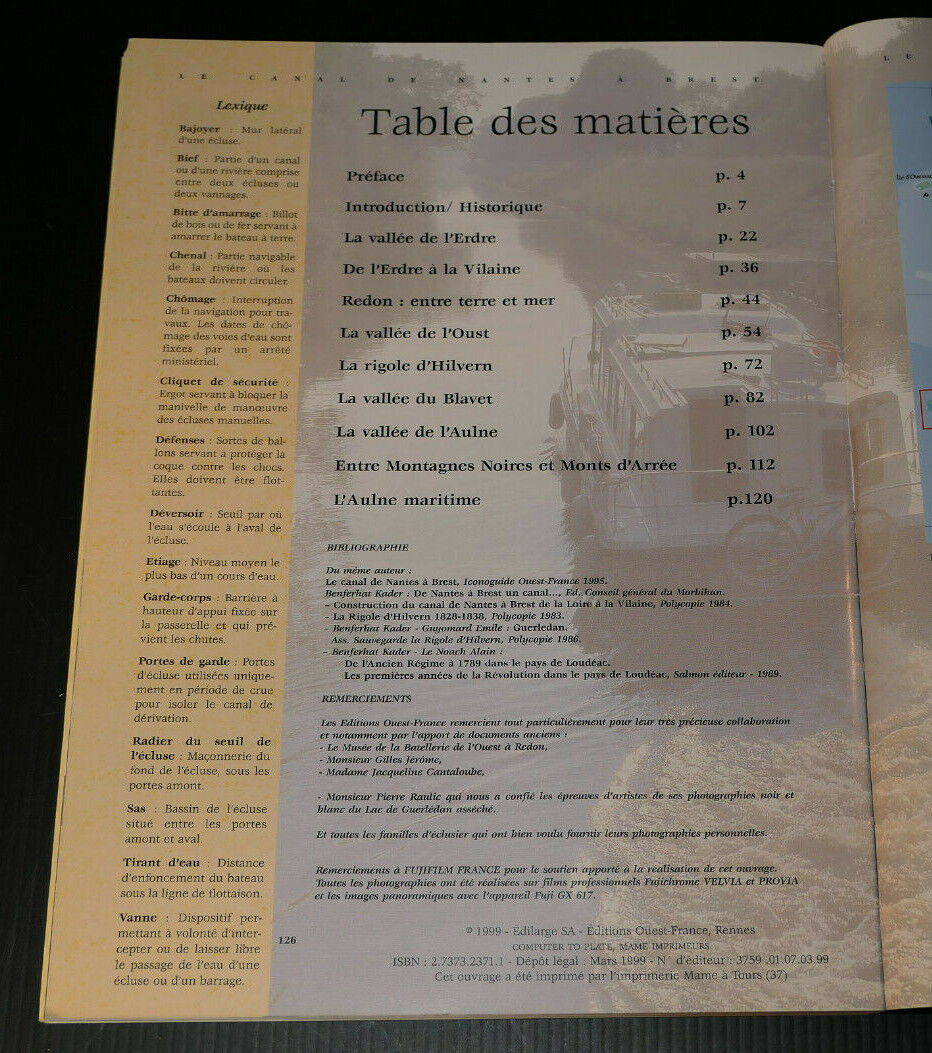 LE CANAL DE NANTES À BREST
Lexique
Bajoyer : Mur latéral
d'une écluse.
Bief : Partie d'un canal
ou d'une rivière comprise
entre deux écluses ou
deux vannages.
Bitte d'amarrage : Billot
de bois ou de fer servant à
amarrer le bateau à terre.
Chenal : Partie navigable
de la rivière où les
bateaux doivent circuler.
Chômage : Interruption
de la navigation pour tra-
vaux. Les dates de chô-
mage des voies d'eau sont
fixées par un arrêté
ministériel.
Cliquet de sécurité :
Ergot servant à bloquer la
manivelle de manœuvre
des écluses manuelles.
Défenses : Sortes de bal-
lons servant à protéger la
coque contre les chocs.
Elles doivent être flot-
tantes.
Déversoir : Seuil par où
l'eau s'écoule à l'aval de
l'écluse.
Etiage : Niveau moyen le
plus bas d'un cours d'eau.
Garde-corps : Barrière à
hauteur d'appui fixée sur
la passerelle et qui pré-
vient les chutes.
Portes de garde : Portes
d'écluse utilisées unique-
ment en période de crue
pour isoler le canal de
dérivation.
Radier du seuil de
l'écluse : Maçonnerie du
fond de l'écluse, sous les
portes amont.
Sas : Bassin de l'écluse
situé entre les portes
amont et aval.
Tirant d'eau : Distance
d'enfoncement du bateau
sous la ligne de flottaison.
Vanne : Dispositif per-
mettant à volonté d'inter-
cepter ou de laisser libre
le passage de l'eau d'une
écluse ou d'un barrage.
Table des matières
Préface p. 4
Introduction/ Historique p. 7
La vallée de l'Erdre p. 22
De l'Erdre à la Vilaine p. 36
Redon : entre terre et mer p. 44
La vallée de l'Oust p. 54
La rigole d'Hilvern p. 72
La vallée du Blavet p. 82
La vallée de l'Aulne p. 102
Entre Montagnes Noires et Monts d'Arrée p. 112
L'Aulne maritime p.120
BIBLIOGRAPHIE
Du même auteur :
Le canal de Nantes à Brest, Iconoguide Ouest-France 1995.
Benferhat Kader : De Nantes à Brest un canal..., Ed. Conseil général du Morbihan.
– Construction du canal de Nantes à Brest de la Loire à la Vilaine, Polycopie 1984.
– La Rigole d'Hilvern 1828-1838, Polycopie 1983.
– Benferhat Kader - Guyomard Emile : Guerledan.
Ass. Sauvegarde la Rigole d'Hilvern, Polycopie 1986.
– Benferhat Kader - Le Noach Alain :
De l'Ancien Régime à 1789 dans le pays de Loudéac.
Les premières années de la Révolution dans le pays de Loudéac, Salmon éditeur - 1989.
REMERCIEMENTS
Les Editions Ouest-France remercient tout particulièrement pour leur très précieuse collaboration
et notamment par l'apport de documents anciens :
- Le Musée de la Batellerie de l'Ouest à Redon,
- Monsieur Gilles Jérôme,
- Madame Jacqueline Cantaloube,
- Monsieur Pierre Raulic qui nous a confié les épreuves d'artistes de ses photographies noir et
blanc du Lac de Guerlédan asséché.
Et toutes les familles d'éclusier qui ont bien voulu fournir leurs photographies personnelles.
Remerciements à FUJIFILM FRANCE pour le soutien apporté à la réalisation de cet ouvrage.
Toutes les photographies ont été réalisées sur films professionnels Fujichrome VELVIA et PROVIA
et les images panoramiques avec l'appareil Fuji GX 617.
© 1999 - Édilarge SA - Éditions Ouest-France, Rennes
COMPUTER TO PLATE, MAME IMPRIMEURS
ISBN : 2.7373.2371.1 - Dépôt légal : Mars 1999 - N° d'éditeur : 3759 .01.07.03.99
Cet ouvrage a été imprimé par l'imprimerie Mame à Tours (37)
126
L E